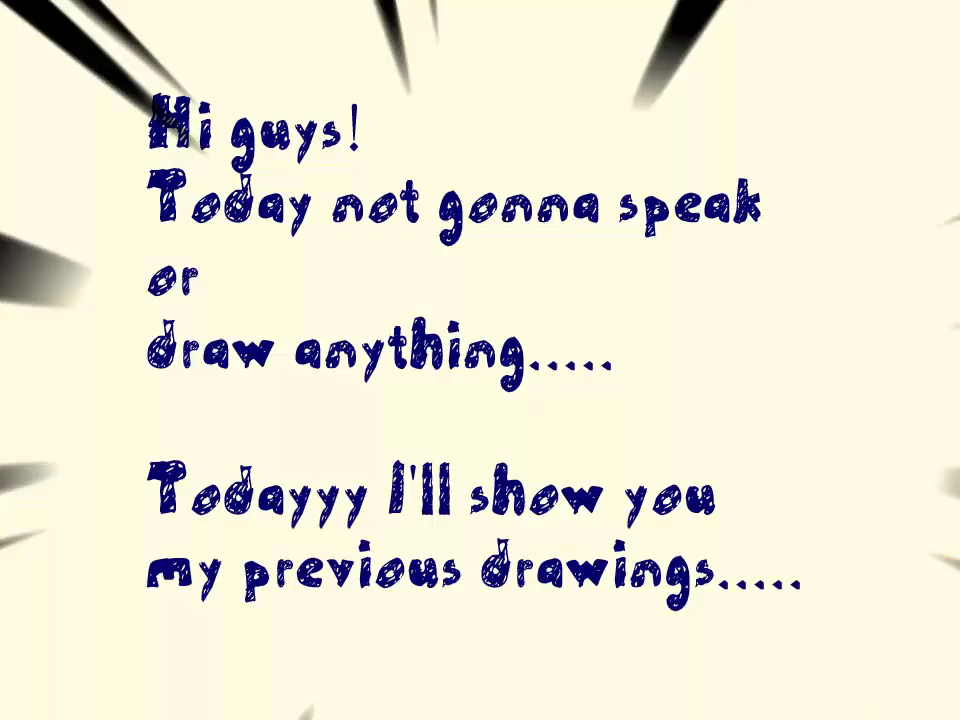 Hi guys!
Today not gonna speak
or
draw anything.....
Todayyy I'll show you
my previous drawings.....